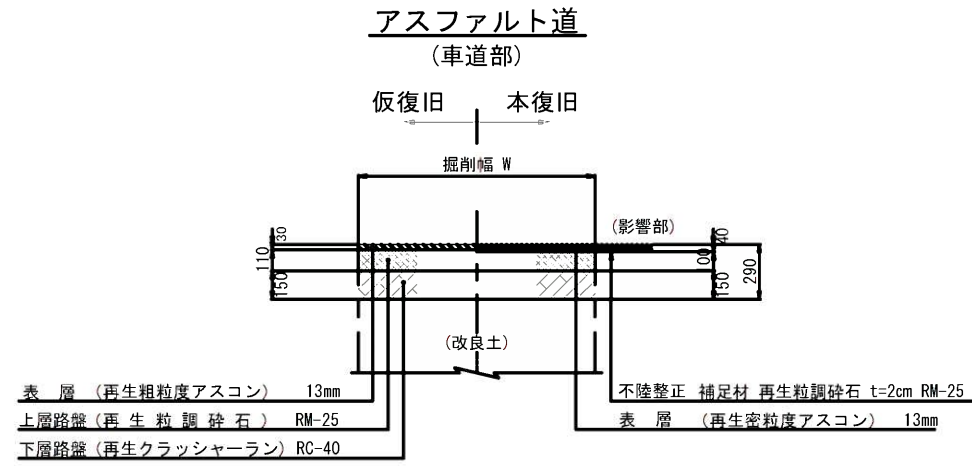 アスファルト道
(車道部)
仮復旧 本復旧
掘削幅 W
(影響部)
30
110
150
40
100
150
290
(改良土)
表 層 (再生粗粒度アスコン) 13mm
上層路盤(再 生 粒 調 砕 石) RM-25
下層路盤(再生クラッシャーラン) RC-40
不陸整正 補足材 再生粒調砕石 t=2cm RM-25
表 層 (再生密粒度アスコン) 13mm